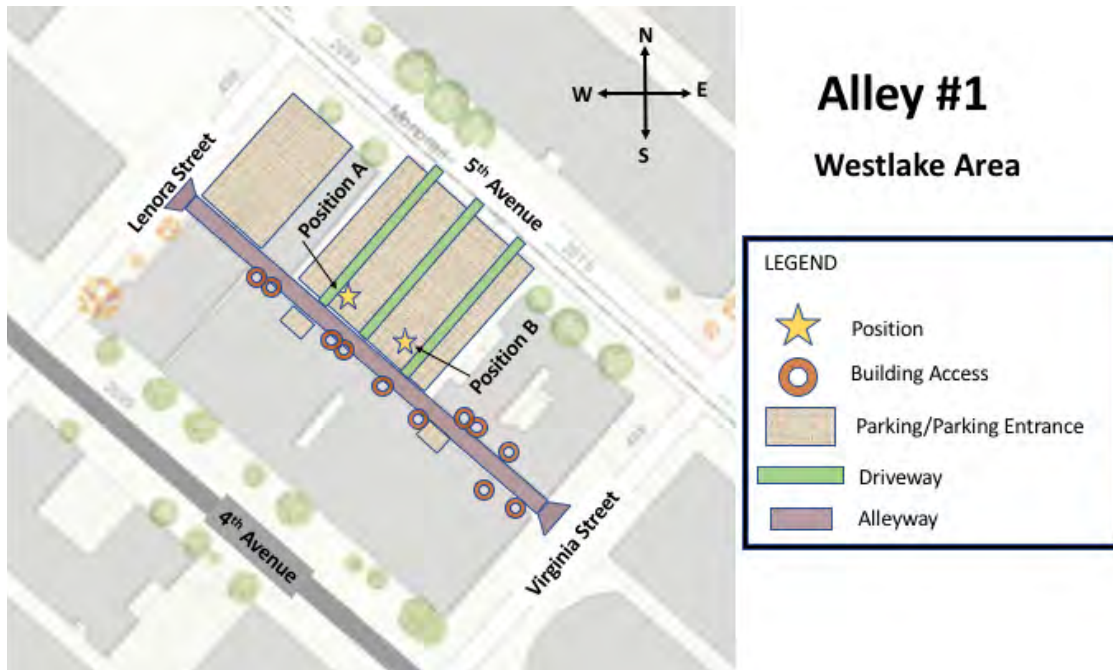 Alley #1
Westlake Area
N
W
E
S
Lenora Street
Position A
5th Avenue
Position B
4th Avenue
Virginia Street
LEGEND
Position
Building Access
Parking/Parking Entrance
Driveway
Alleyway